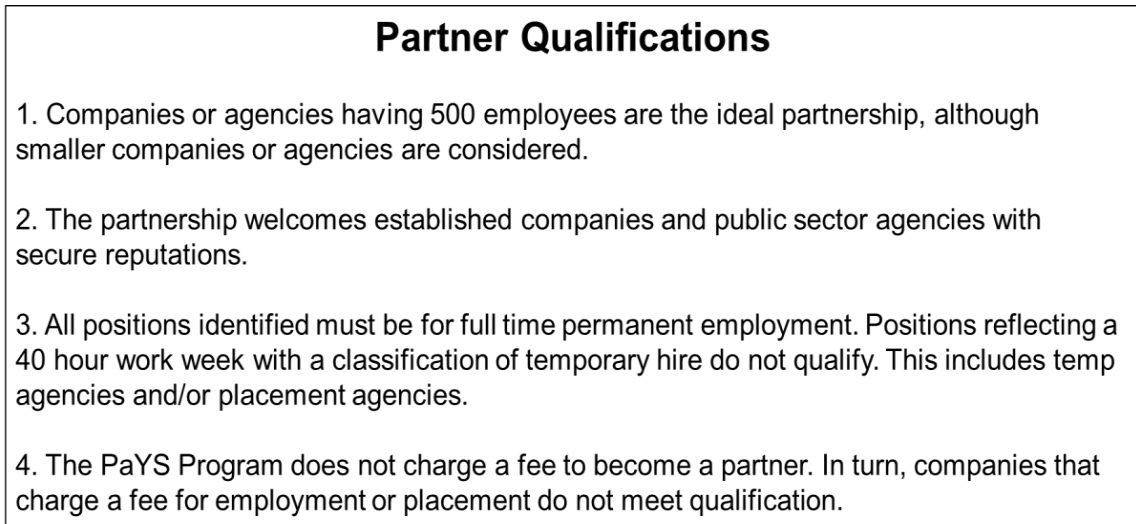 Partner Qualifications
1. Companies or agencies having 500 employees are the ideal partnership, although
smaller companies or agencies are considered.
2. The partnership welcomes established companies and public sector agencies with
secure reputations.
3. All positions identified must be for full time permanent employment. Positions reflecting a
40 hour work week with a classification of temporary hire do not qualify. This includes temp
agencies and/or placement agencies.
4. The PaYS Program does not charge a fee to become a partner. In turn, companies that
charge a fee for employment or placement do not meet qualification.